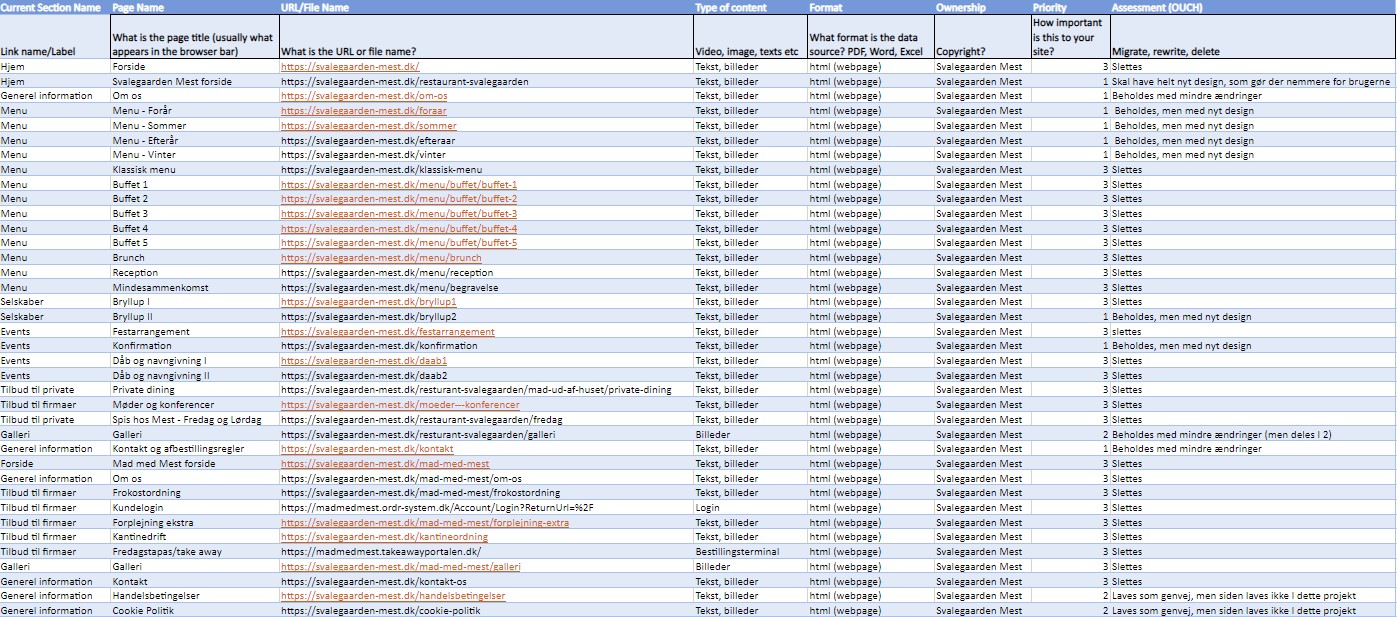 Current Section Name Page Name URL/File Name Type of content Format Ownership Priority Assessment (OUCH)
Link name/Label What is the page title (usually what appears in the browser bar) What is the URL or file name? Video, image, texts etc What format is the data source? PDF, Word, Excel Copyright? How important is this to your site? Migrate, rewrite, delete
Hjem Forside https://svalegaarden-mest.dk/ Tekst, billeder html (webpage) Svalegaarden Mest 3 Slettes
Hjem Svalegaarden Mest forside https://svalegaarden-mest.dk/restaurant-svalegaarden Tekst, billeder html (webpage) Svalegaarden Mest 1 Skal have helt nyt design, som gør der nemmere for brugerne
Generel information Om os https://svalegaarden-mest.dk/om-os Tekst, billeder html (webpage) Svalegaarden Mest 1 Beholdes med mindre ændringer
Menu Menu - Forår https://svalegaarden-mest.dk/foraar Tekst, billeder html (webpage) Svalegaarden Mest 1 Beholdes, men med nyt design
Menu Menu - Sommer https://svalegaarden-mest.dk/sommer Tekst, billeder html (webpage) Svalegaarden Mest 1 Beholdes, men med nyt design
Menu Menu - Efterår https://svalegaarden-mest.dk/efteraar Tekst, billeder html (webpage) Svalegaarden Mest 1 Beholdes, men med nyt design
Menu Menu - Vinter https://svalegaarden-mest.dk/vinter Tekst, billeder html (webpage) Svalegaarden Mest 1 Beholdes, men med nyt design
Menu Klassisk menu https://svalegaarden-mest.dk/klassisk-menu Tekst, billeder html (webpage) Svalegaarden Mest 3 Slettes
Menu Buffet 1 https://svalegaarden-mest.dk/menu/buffet/buffet-1 Tekst, billeder html (webpage) Svalegaarden Mest 3 Slettes
Menu Buffet 2 https://svalegaarden-mest.dk/menu/buffet/buffet-2 Tekst, billeder html (webpage) Svalegaarden Mest 3 Slettes
Menu Buffet 3 https://svalegaarden-mest.dk/menu/buffet/buffet-3 Tekst, billeder html (webpage) Svalegaarden Mest 3 Slettes
Menu Buffet 4 https://svalegaarden-mest.dk/menu/buffet/buffet-4 Tekst, billeder html (webpage) Svalegaarden Mest 3 Slettes
Menu Buffet 5 https://svalegaarden-mest.dk/menu/buffet/buffet-5 Tekst, billeder html (webpage) Svalegaarden Mest 3 Slettes
Menu Brunch https://svalegaarden-mest.dk/menu/brunch Tekst, billeder html (webpage) Svalegaarden Mest 3 Slettes
Menu Reception https://svalegaarden-mest.dk/menu/reception Tekst, billeder html (webpage) Svalegaarden Mest 3 Slettes
Menu Mindesammenkomst https://svalegaarden-mest.dk/menu/begravelse Tekst, billeder html (webpage) Svalegaarden Mest 3 Slettes
Selskaber Bryllup I https://svalegaarden-mest.dk/bryllup1 Tekst, billeder html (webpage) Svalegaarden Mest 3 Slettes
Selskaber Bryllup II https://svalegaarden-mest.dk/bryllup2 Tekst, billeder html (webpage) Svalegaarden Mest 1 Beholdes, men med nyt design
Events Festarrangement https://svalegaarden-mest.dk/festarrangement Tekst, billeder html (webpage) Svalegaarden Mest 3 slettes
Events Konfirmation https://svalegaarden-mest.dk/konfirmation Tekst, billeder html (webpage) Svalegaarden Mest 1 Beholdes, men med nyt design
Events Dåb og navngivning I https://svalegaarden-mest.dk/daab1 Tekst, billeder html (webpage) Svalegaarden Mest 3 Slettes
Events Dåb og navngivning II https://svalegaarden-mest.dk/daab2 Tekst, billeder html (webpage) Svalegaarden Mest 3 Slettes
Tilbud til private Private dining https://svalegaarden-mest.dk/resturant-svalegaarden/mad-ud-af-huset/private-dining Tekst, billeder html (webpage) Svalegaarden Mest 3 Slettes
Tilbud til firmaer Møder og konferencer https://svalegaarden-mest.dk/moeder---konferencer Tekst, billeder html (webpage) Svalegaarden Mest 3 Slettes
Tilbud til private Spis hos Mest - Fredag og Lørdag https://svalegaarden-mest.dk/restaurant-svalegaarden/fredag Tekst, billeder html (webpage) Svalegaarden Mest 3 Slettes
Galleri Galleri https://svalegaarden-mest.dk/resturant-svalegaarden/galleri Billeder html (webpage) Svalegaarden Mest 2 Beholdes med mindre ændringer (men deles i 2)
Generel information Kontakt og afbestillingsregler https://svalegaarden-mest.dk/kontakt Tekst, billeder html (webpage) Svalegaarden Mest 1 Beholdes med mindre ændringer
Forside Mad med Mest forside https://svalegaarden-mest.dk/mad-med-mest Tekst, billeder html (webpage) Svalegaarden Mest 3 Slettes
Generel information Om os https://svalegaarden-mest.dk/mad-med-mest/om-os Tekst, billeder html (webpage) Svalegaarden Mest 3 Slettes
Tilbud til firmaer Frokostordning https://svalegaarden-mest.dk/mad-med-mest/frokostordning Tekst, billeder html (webpage) Svalegaarden Mest 3 Slettes
Tilbud til firmaer Kundelogin https://madmedmest.ordr-system.dk/Account/Login?ReturnUrl=%2F Login html (webpage) Svalegaarden Mest 3 Slettes
Tilbud til firmaer Forplejning ekstra https://svalegaarden-mest.dk/mad-med-mest/forplejning-extra Tekst, billeder html (webpage) Svalegaarden Mest 3 Slettes
Tilbud til firmaer Kantinedrift https://svalegaarden-mest.dk/kantineordning Tekst, billeder html (webpage) Svalegaarden Mest 3 Slettes
Tilbud til firmaer Fredagstapas/take away https://madmedmest.takeawayportalen.dk/ Bestillingsterminal html (webpage) Svalegaarden Mest 3 Slettes
Galleri Galleri https://svalegaarden-mest.dk/mad-med-mest/galleri Billeder html (webpage) Svalegaarden Mest 3 Slettes
Generel information Kontakt https://svalegaarden-mest.dk/kontakt-os Tekst, billeder html (webpage) Svalegaarden Mest 3 Slettes
Generel information Handelsbetingelser https://svalegaarden-mest.dk/handelsbetingelser Tekst, billeder html (webpage) Svalegaarden Mest 2 Laves som genvej, men siden laves ikke I dette projekt
Generel information Cookie Politik https://svalegaarden-mest.dk/cookie-politik Tekst, billeder html (webpage) Svalegaarden Mest 2 Laves som genvej, men siden laves ikke I dette projekt